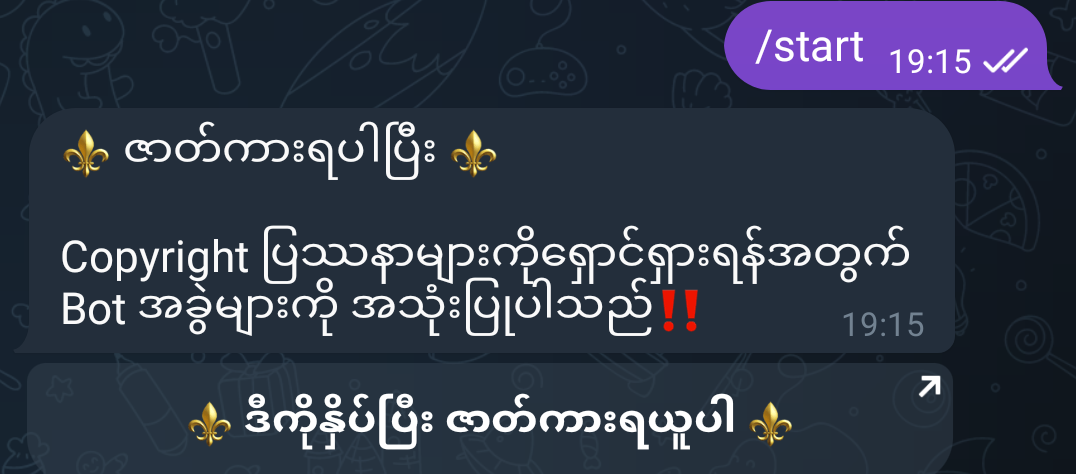 /start 19:15
⚜️ ဇာတ်ကားရပါပြီး ⚜️
Copyright ပြဿနာများကိုရှောင်ရှားရန်အတွက်
Bot အခွဲများကို အသုံးပြုပါသည်‼️
19:15
⚜️ ဒီကိုနှိပ်ပြီး ဇာတ်ကားရယူပါ ⚜️